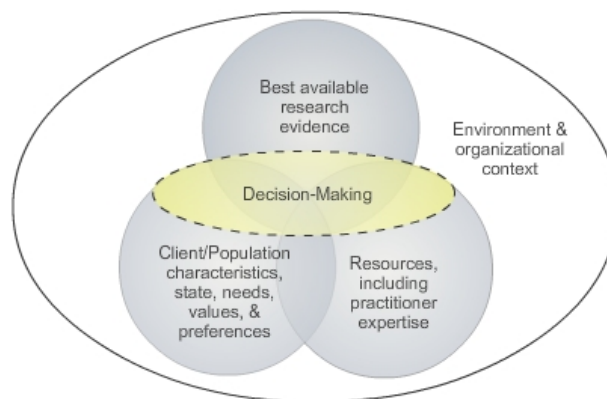 Best available
research
evidence
Environment &
organizational
context
Decision-Making
Client/Population
characteristics,
state, needs,
values, &
preferences
Resources,
including
practitioner
expertise